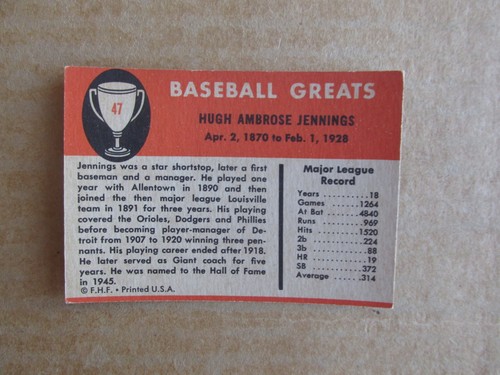 47
BASEBALL GREATS
HUGH AMBROSE JENNINGS
Apr. 2, 1870 to Feb. 1, 1928
Jennings was a star shortstop, later a first
baseman and a manager. He played one
year with Allentown in 1890 and then
joined the then major league Louisville
team in 1891 for three years. His playing
covered the Orioles, Dodgers and Phillies
before becoming player-manager of De-
troit from 1907 to 1920 winning three pen-
nants. His playing career ended after 1918.
He later served as Giant coach for five
years. He was named to the Hall of Fame
in 1945.
© F.H.F. • Printed U.S.A.
Major League
Record
Years ......... 18
Games ....... 1264
At Bat ....... 4840
Runs ......... 969
Hits ......... 1520
2b ........... 224
3b ............ 88
HR ............ 19
SB ........... 372
Average ...... .314